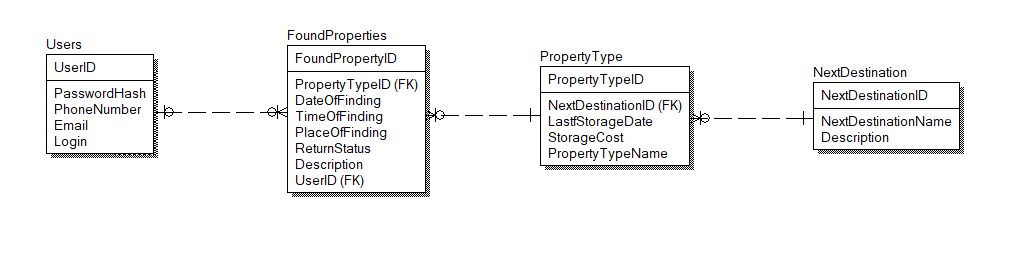 Users
UserID
PasswordHash
PhoneNumber
Email
Login
FoundProperties
FoundPropertyID
PropertyTypeID (FK)
DateOfFinding
TimeOfFinding
PlaceOfFinding
ReturnStatus
Description
UserID (FK)
PropertyType
PropertyTypeID
NextDestinationID (FK)
LastfStorageDate
StorageCost
PropertyTypeName
NextDestination
NextDestinationID
NextDestinationName
Description